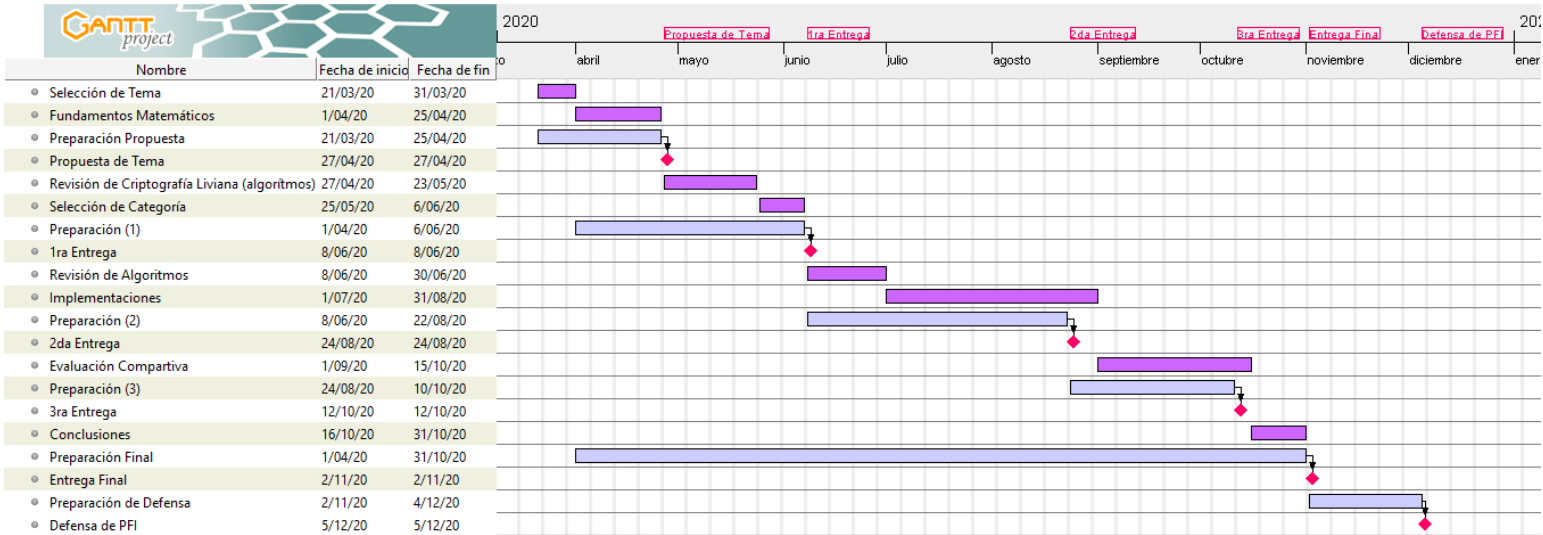 GANTT
project
2020
202
Propuesta de Tema 1ra Entrega 2da Entrega 3ra Entrega Entrega Final Defensa de PFI
Nombre Fecha de inicio Fecha de fin
o abril mayo junio julio agosto septiembre octubre noviembre diciembre ener
Selección de Tema 21/03/20 31/03/20
Fundamentos Matemáticos 1/04/20 25/04/20
Preparación Propuesta 21/03/20 25/04/20
Propuesta de Tema 27/04/20 27/04/20
Revisión de Criptografía Liviana (algorítmos) 27/04/20 23/05/20
Selección de Categoría 25/05/20 6/06/20
Preparación (1) 1/04/20 6/06/20
1ra Entrega 8/06/20 8/06/20
Revisión de Algoritmos 8/06/20 30/06/20
Implementaciones 1/07/20 31/08/20
Preparación (2) 8/06/20 22/08/20
2da Entrega 24/08/20 24/08/20
Evaluación Compartiva 1/09/20 15/10/20
Preparación (3) 24/08/20 10/10/20
3ra Entrega 12/10/20 12/10/20
Conclusiones 16/10/20 31/10/20
Preparación Final 1/04/20 31/10/20
Entrega Final 2/11/20 2/11/20
Preparación de Defensa 2/11/20 4/12/20
Defensa de PFI 5/12/20 5/12/20